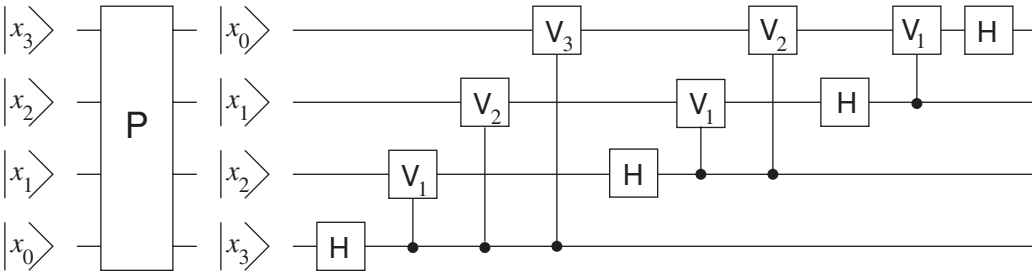 |x₃⟩ |x₀⟩ V₃ V₂ V₁ H
|x₂⟩ P |x₁⟩ V₂ V₁ H
|x₁⟩ |x₂⟩ V₁ H
|x₀⟩ |x₃⟩ H